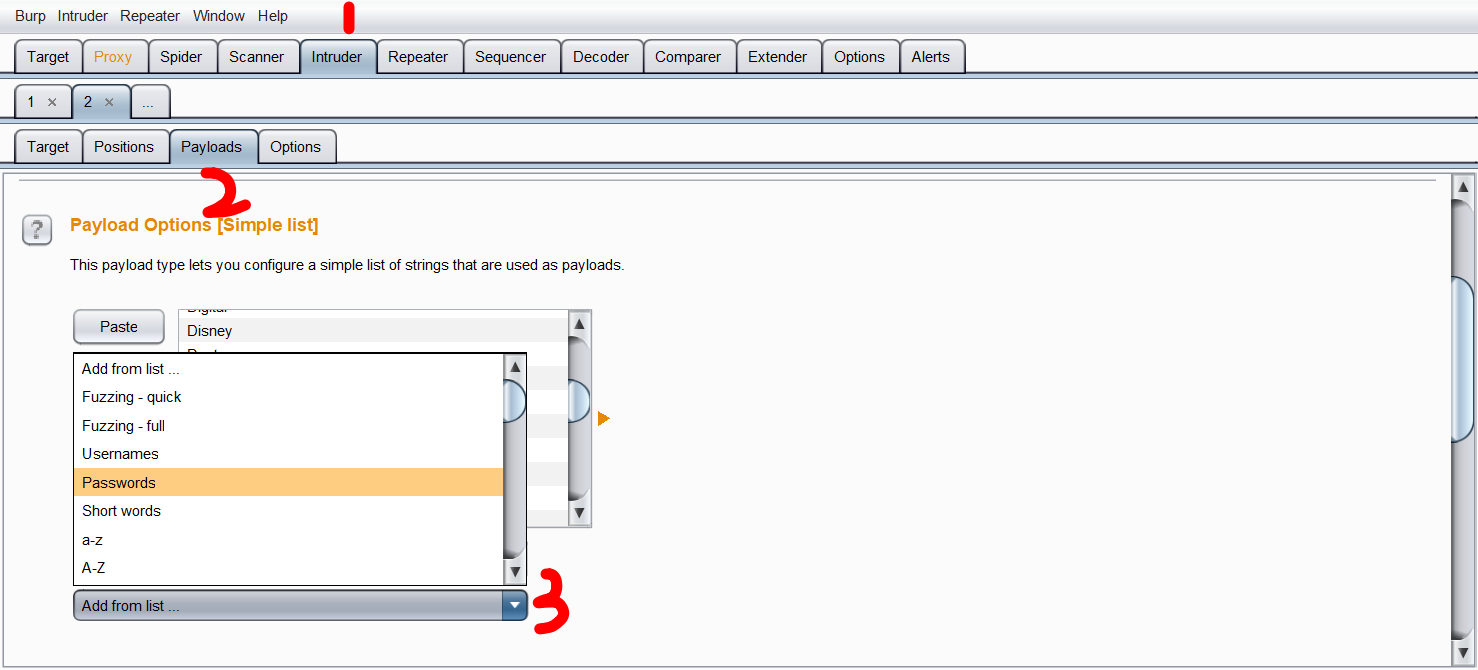 Burp Intruder Repeater Window Help
1
Target Proxy Spider Scanner Intruder Repeater Sequencer Decoder Comparer Extender Options Alerts
1 × 2 × ...
Target Positions Payloads Options
2
? Payload Options [Simple list]
This payload type lets you configure a simple list of strings that are used as payloads.
Digital
Paste Disney
Add from list ...
Fuzzing - quick
Fuzzing - full
Usernames
Passwords
Short words
a-z
A-Z
Add from list ... 3